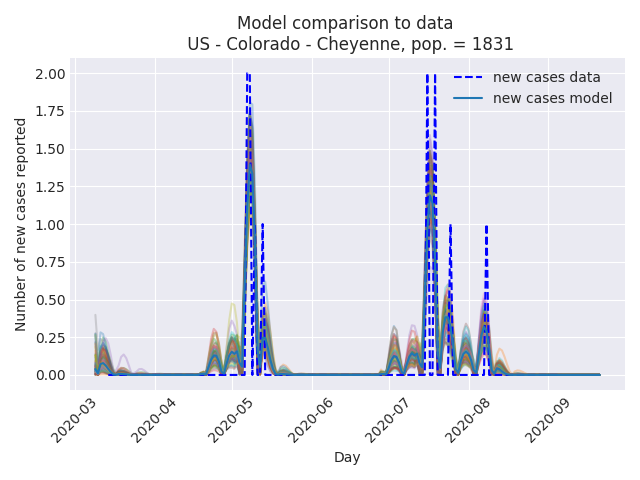 Model comparison to data
US - Colorado - Cheyenne, pop. = 1831
new cases data
new cases model
Number of new cases reported
2.00
1.75
1.50
1.25
1.00
0.75
0.50
0.25
0.00
2020-03
2020-04
2020-05
2020-06
2020-07
2020-08
2020-09
Day